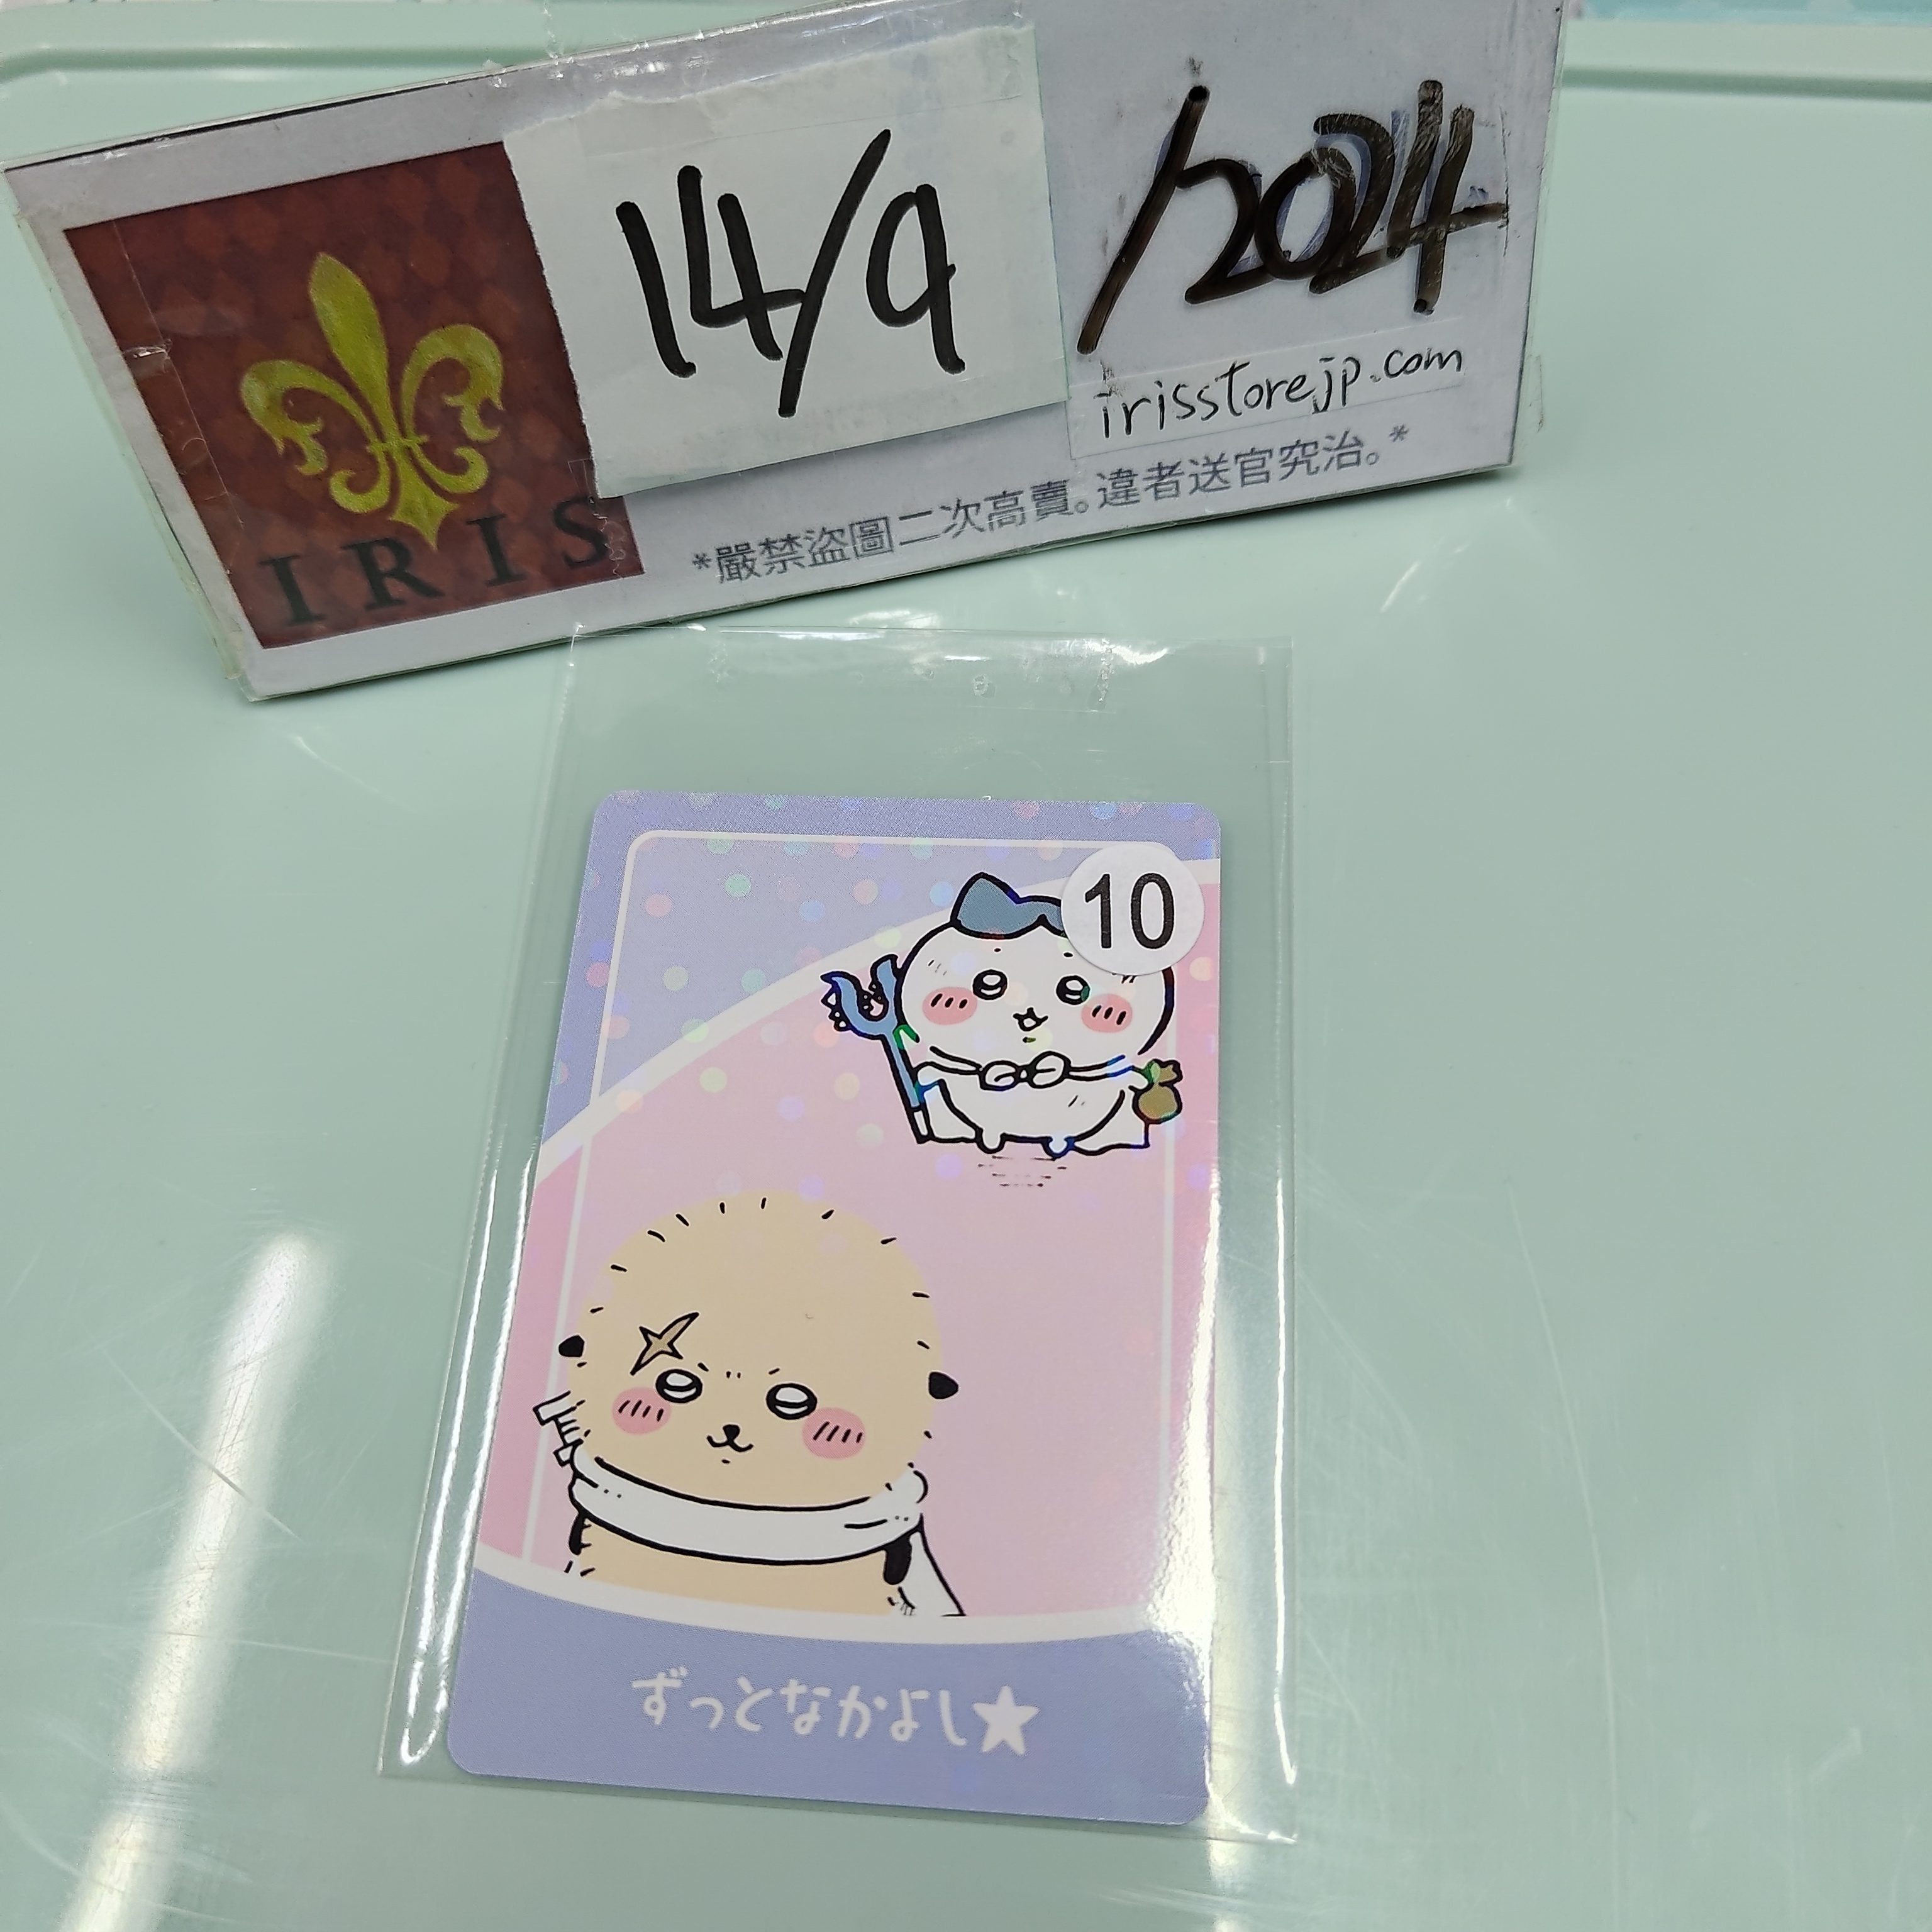 14/9
/2024
irisstorejp.com
IRIS
*嚴禁盜圖二次高賣。違者送官究治。*
10
ずっとなかよし★